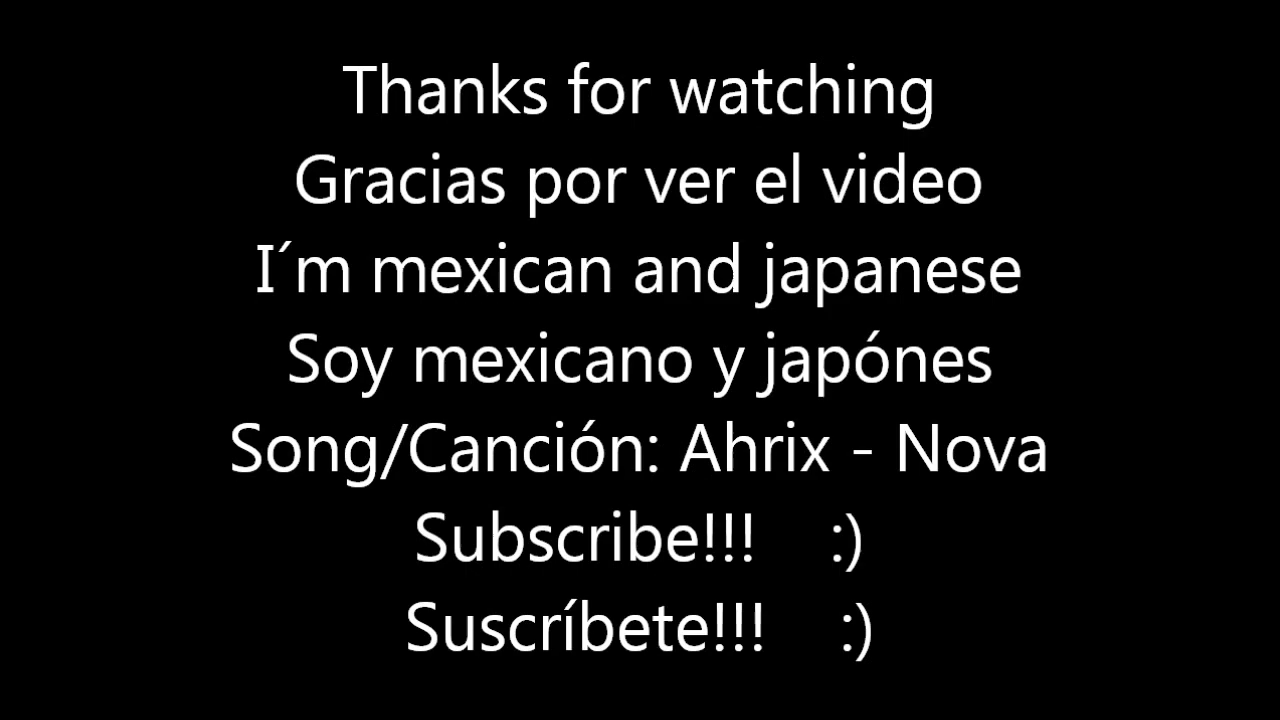 Thanks for watching
Gracias por ver el video
I´m mexican and japanese
Soy mexicano y japónes
Song/Canción: Ahrix - Nova
Subscribe!!! :)
Suscríbete!!! :)